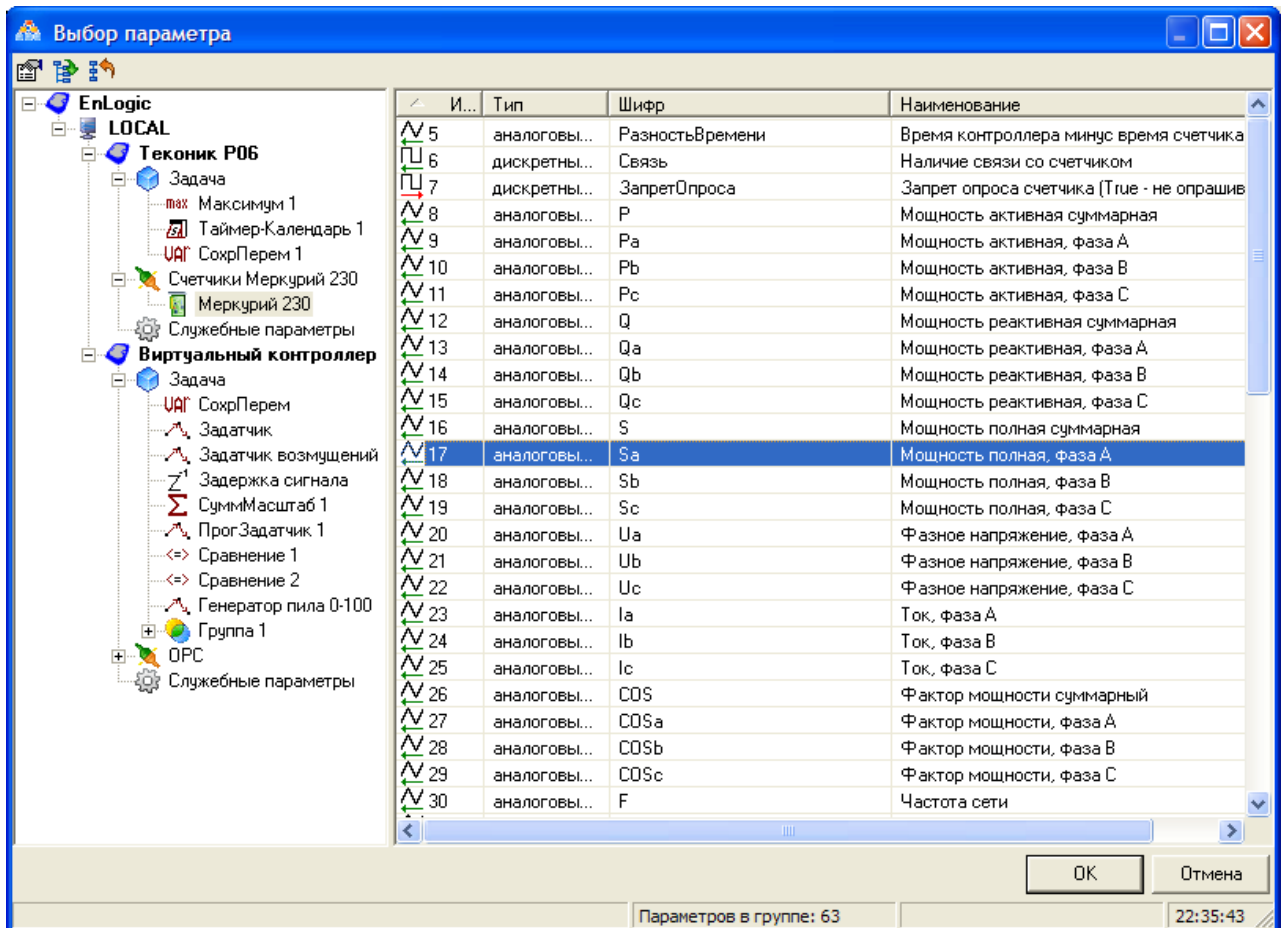 Выбор параметра
EnLogic
LOCAL
Теконик P06
Задача
max Максимум 1
Таймер-Календарь 1
VAR СохрПерем 1
Счетчики Меркурий 230
Меркурий 230
Служебные параметры
Виртуальный контроллер
Задача
VAR СохрПерем
Задатчик
Задатчик возмущений
Z¹ Задержка сигнала
Σ СуммМасштаб 1
ПрогЗадатчик 1
<=> Сравнение 1
<=> Сравнение 2
Генератор пила 0-100
Группа 1
OPC
Служебные параметры
И... Тип Шифр Наименование
5 аналоговы... РазностьВремени Время контроллера минус время счетчика
6 дискретны... Связь Наличие связи со счетчиком
7 дискретны... ЗапретОпроса Запрет опроса счетчика (True - не опрашив
8 аналоговы... P Мощность активная суммарная
9 аналоговы... Pa Мощность активная, фаза A
10 аналоговы... Pb Мощность активная, фаза B
11 аналоговы... Pc Мощность активная, фаза C
12 аналоговы... Q Мощность реактивная суммарная
13 аналоговы... Qa Мощность реактивная, фаза A
14 аналоговы... Qb Мощность реактивная, фаза B
15 аналоговы... Qc Мощность реактивная, фаза C
16 аналоговы... S Мощность полная суммарная
17 аналоговы... Sa Мощность полная, фаза A
18 аналоговы... Sb Мощность полная, фаза B
19 аналоговы... Sc Мощность полная, фаза C
20 аналоговы... Ua Фазное напряжение, фаза A
21 аналоговы... Ub Фазное напряжение, фаза B
22 аналоговы... Uc Фазное напряжение, фаза C
23 аналоговы... Ia Ток, фаза A
24 аналоговы... Ib Ток, фаза B
25 аналоговы... Ic Ток, фаза C
26 аналоговы... COS Фактор мощности суммарный
27 аналоговы... COSa Фактор мощности, фаза A
28 аналоговы... COSb Фактор мощности, фаза B
29 аналоговы... COSc Фактор мощности, фаза C
30 аналоговы... F Частота сети
OK Отмена
Параметров в группе: 63 22:35:43